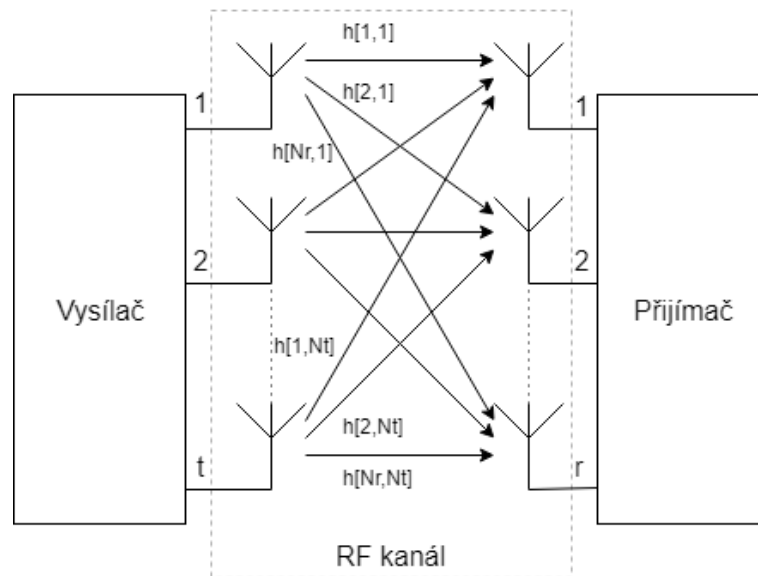 h[1,1]
1
h[2,1]
1
h[Nr,1]
2
2
Vysílač
Přijímač
h[1,Nt]
h[2,Nt]
t
h[Nr,Nt]
r
RF kanál